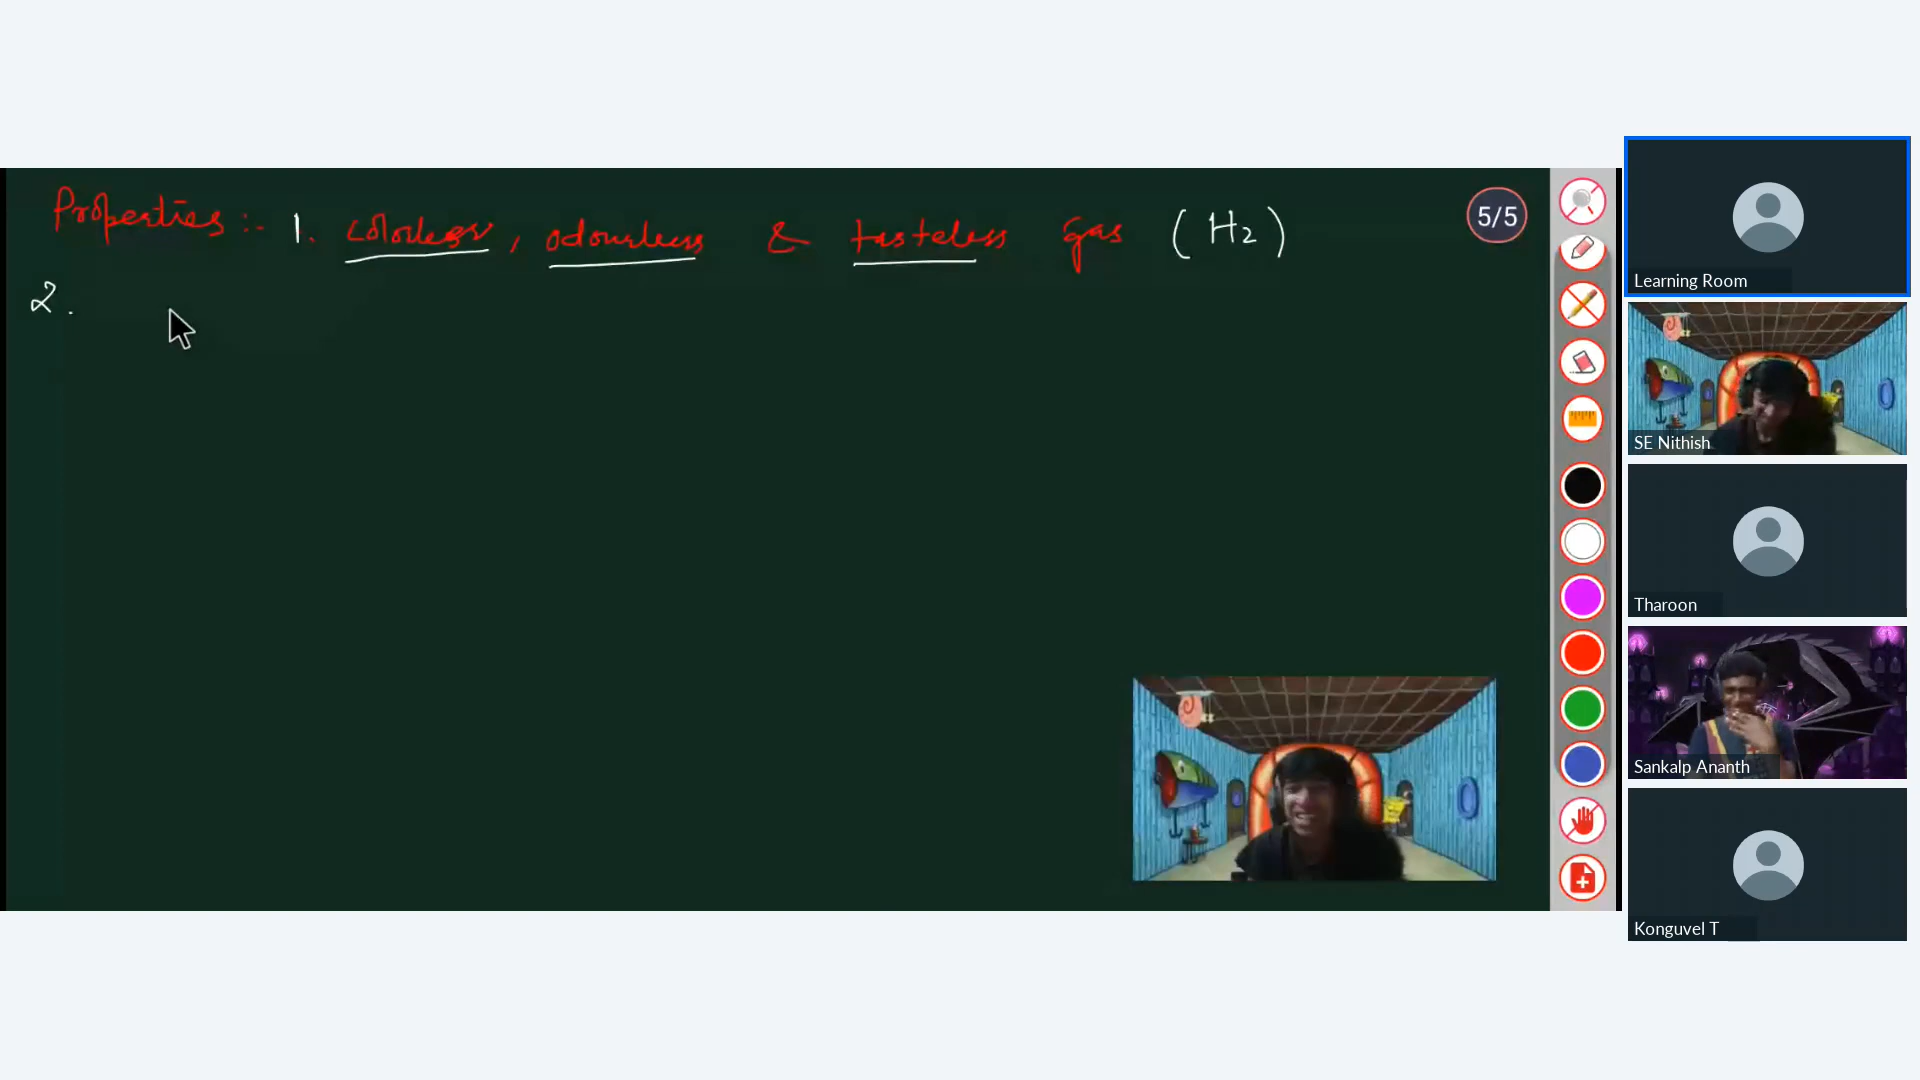 Properties :- 1. colorless, odourless & tasteless gas (H2)
2.
5/5
Learning Room
SE Nithish
Tharoon
Sankalp Ananth
Konguvel T